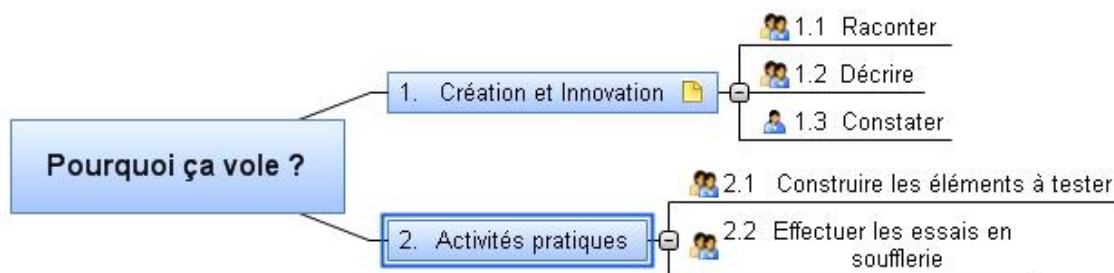 Pourquoi ça vole ?
1. Création et Innovation
1.1 Raconter
1.2 Décrire
1.3 Constater
2. Activités pratiques
2.1 Construire les éléments à tester
2.2 Effectuer les essais en
soufflerie